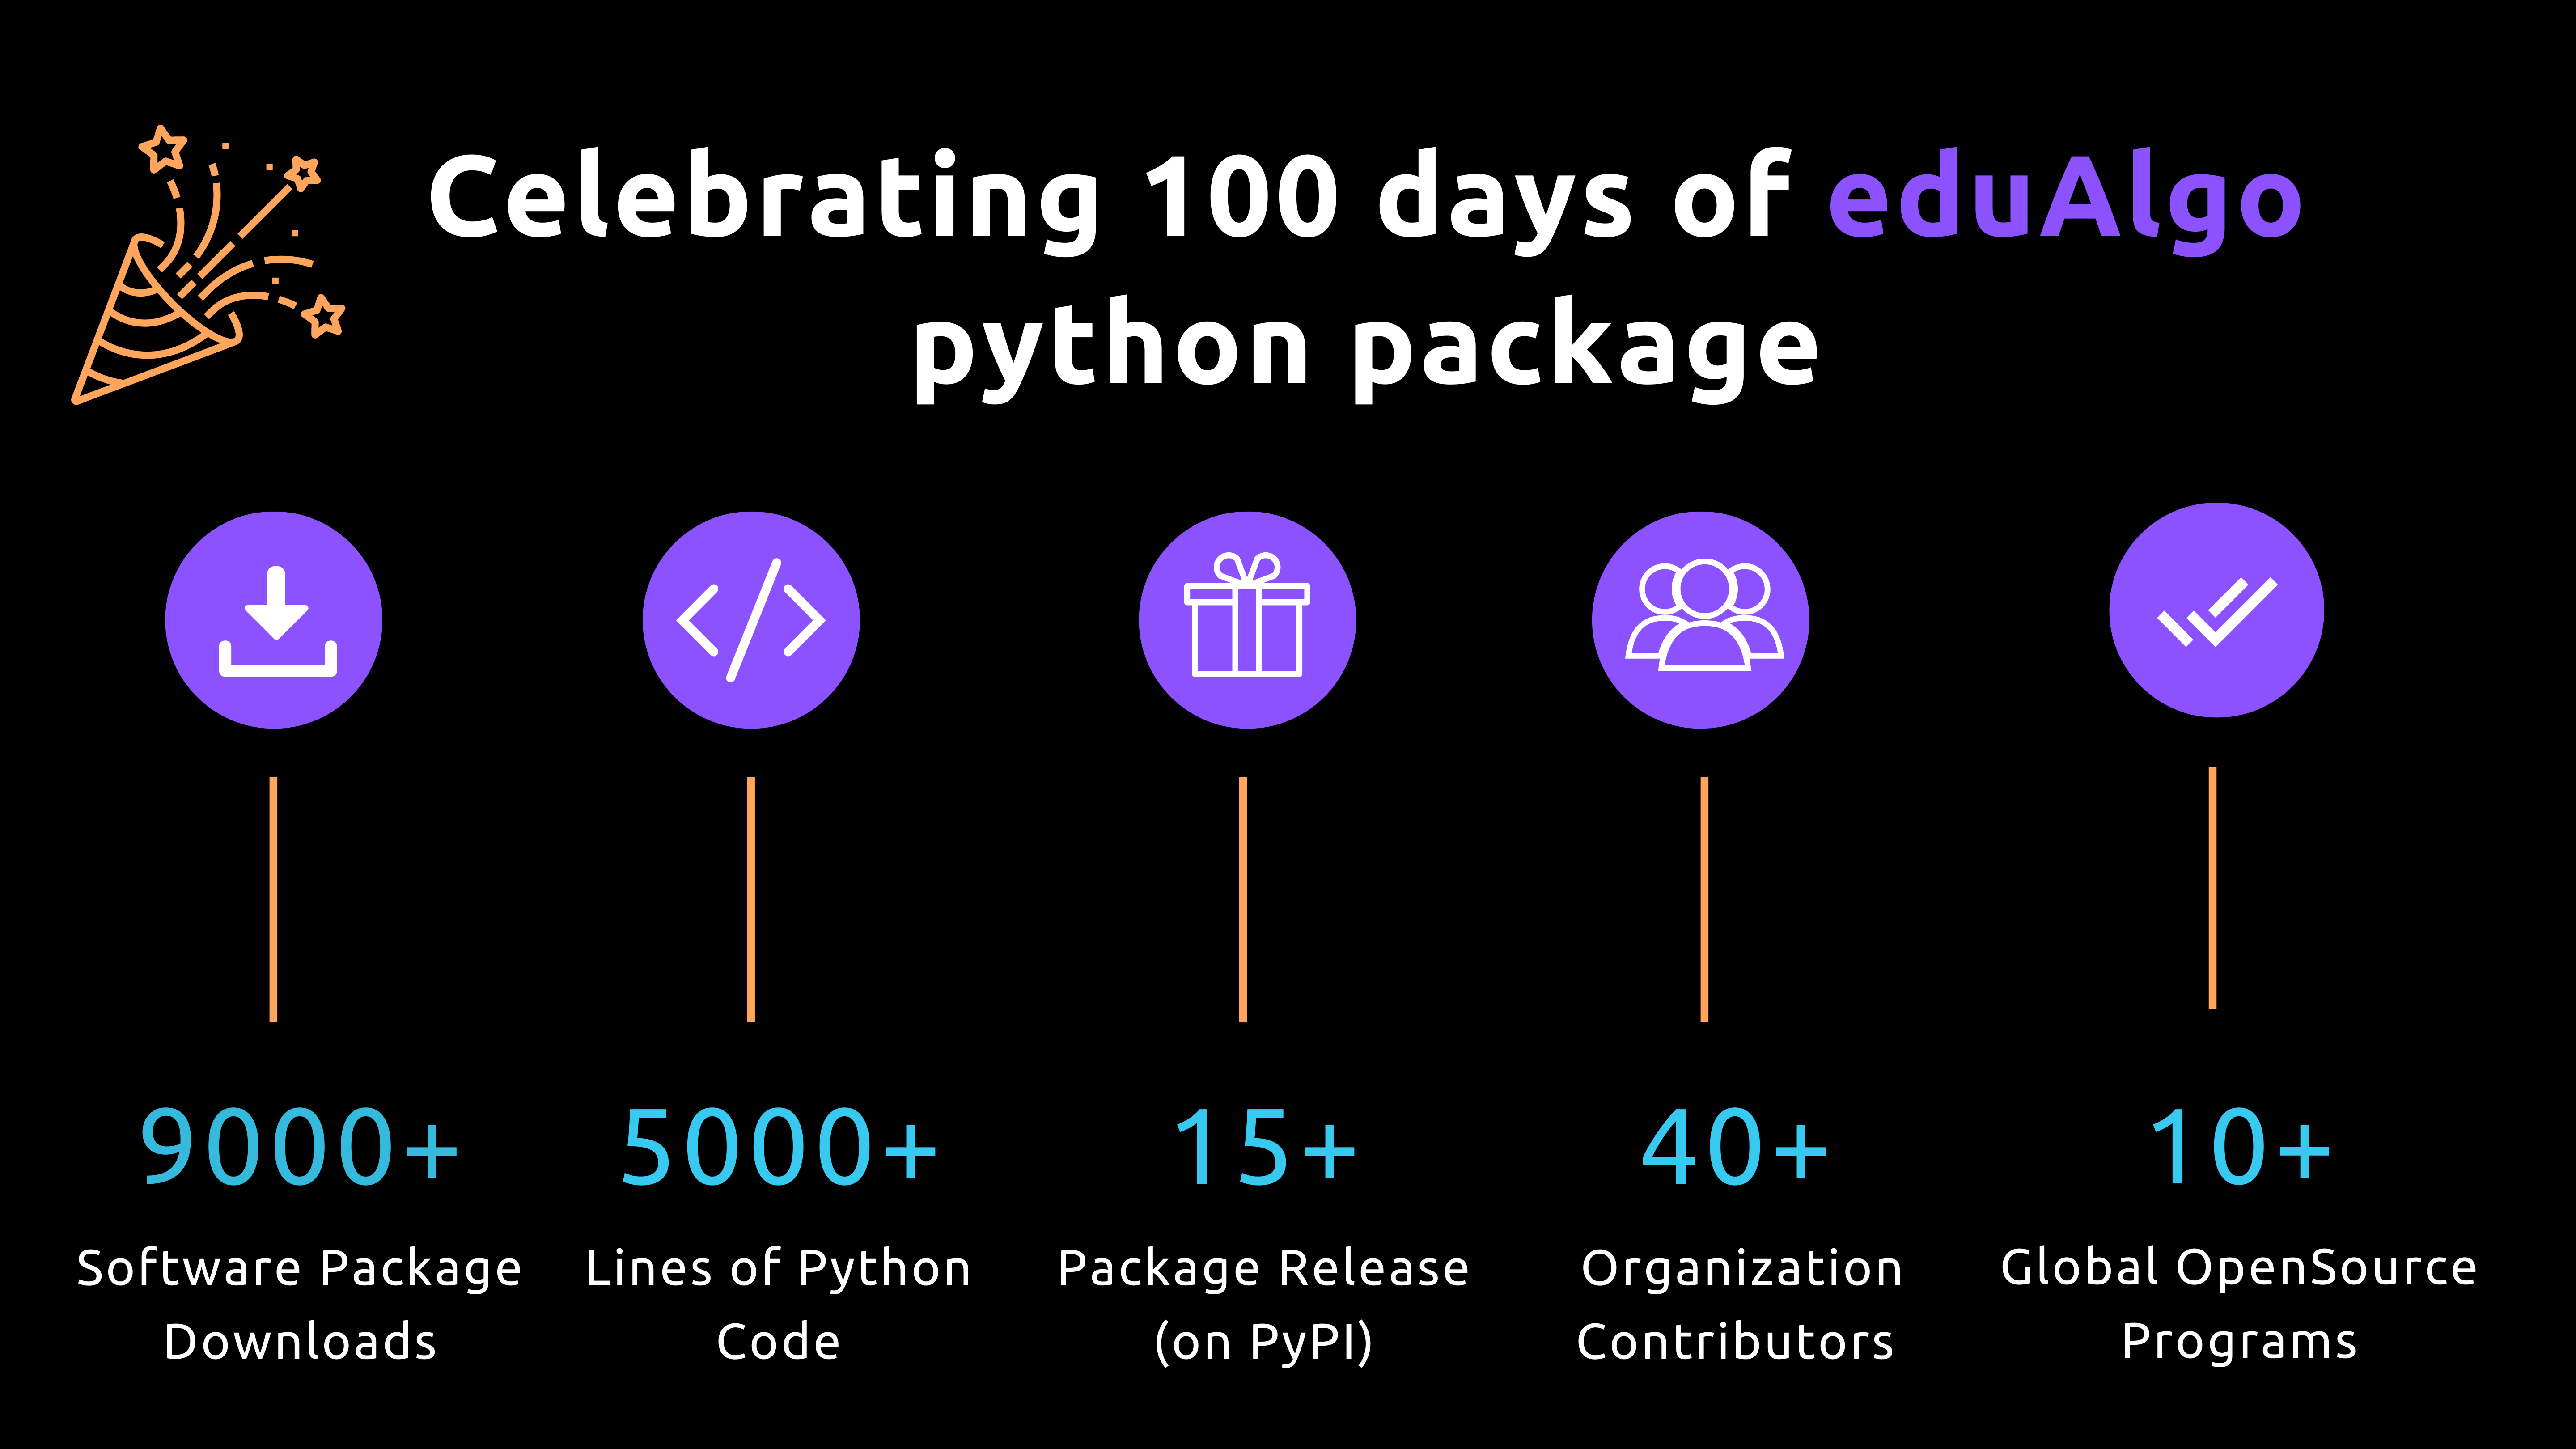 Celebrating 100 days of eduAlgo
python package
9000+
Software Package
Downloads
5000+
Lines of Python
Code
15+
Package Release
(on PyPI)
40+
Organization
Contributors
10+
Global OpenSource
Programs